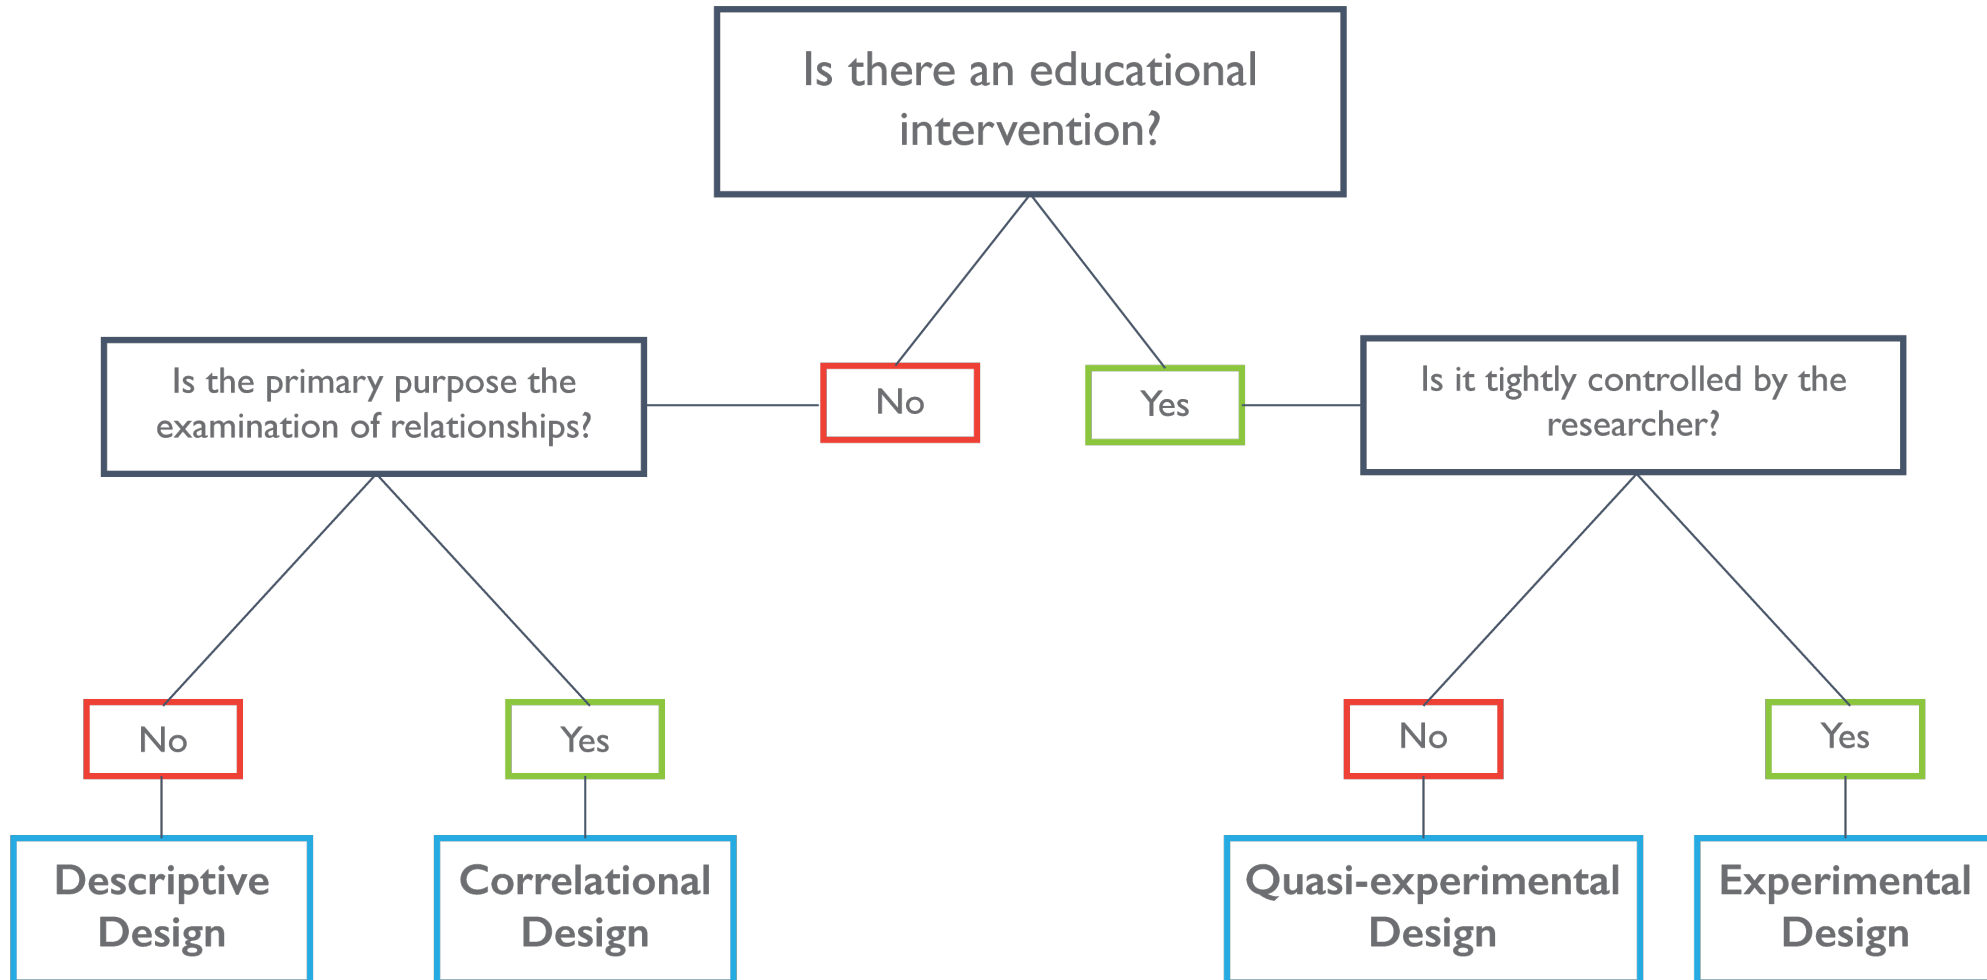 Is there an educational
intervention?
Is the primary purpose the
examination of relationships?
No
Yes
Is it tightly controlled by the
researcher?
No
Yes
No
Yes
Descriptive
Design
Correlational
Design
Quasi-experimental
Design
Experimental
Design